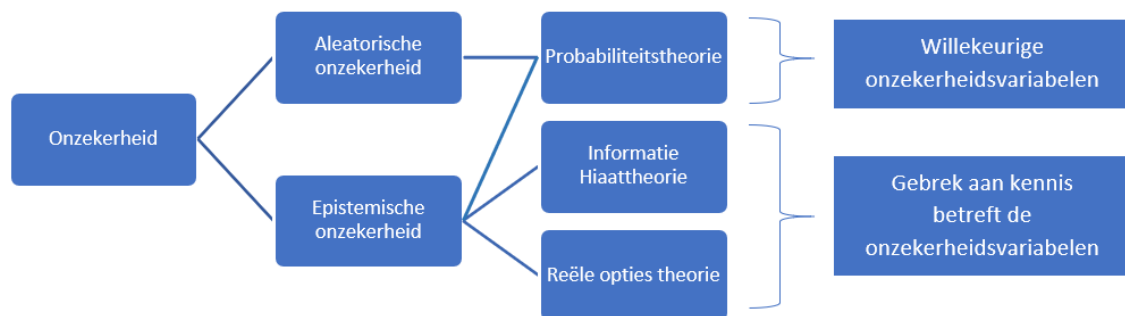 Onzekerheid
Aleatorische
onzekerheid
Epistemische
onzekerheid
Probabiliteitstheorie
Informatie
Hiaattheorie
Reële opties theorie
Willekeurige
onzekerheidsvariabelen
Gebrek aan kennis
betreft de
onzekerheidsvariabelen